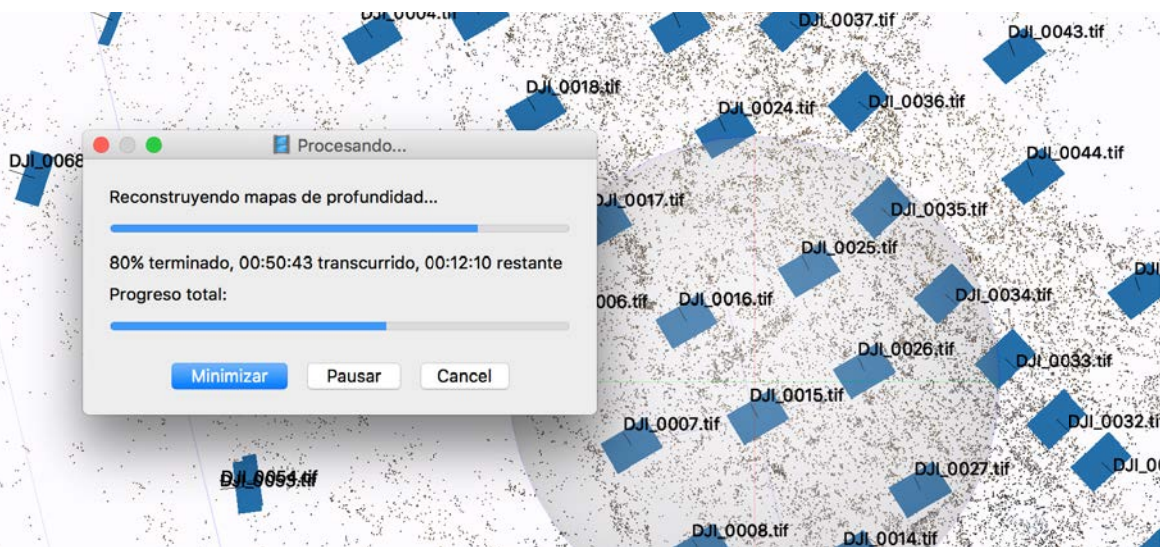 DJI_0004.tif
DJI_0037.tif
DJI_0043.tif
DJI_0018.tif
DJI_0024.tif
DJI_0036.tif
DJI_0044.tif
DJI_0068
Procesando...
Reconstruyendo mapas de profundidad...
80% terminado, 00:50:43 transcurrido, 00:12:10 restante
Progreso total:
Minimizar
Pausar
Cancel
DJI_0017.tif
DJI_0035.tif
DJI_0025.tif
DJI
006.tif
DJI_0016.tif
DJI_0034.tif
DJI_0026.tif
DJI_0033.tif
DJI_0015.tif
DJI_0007.tif
DJI_0032.ti
DJI_0027.tif
DJI_0008.tif
DJI_0014.tif